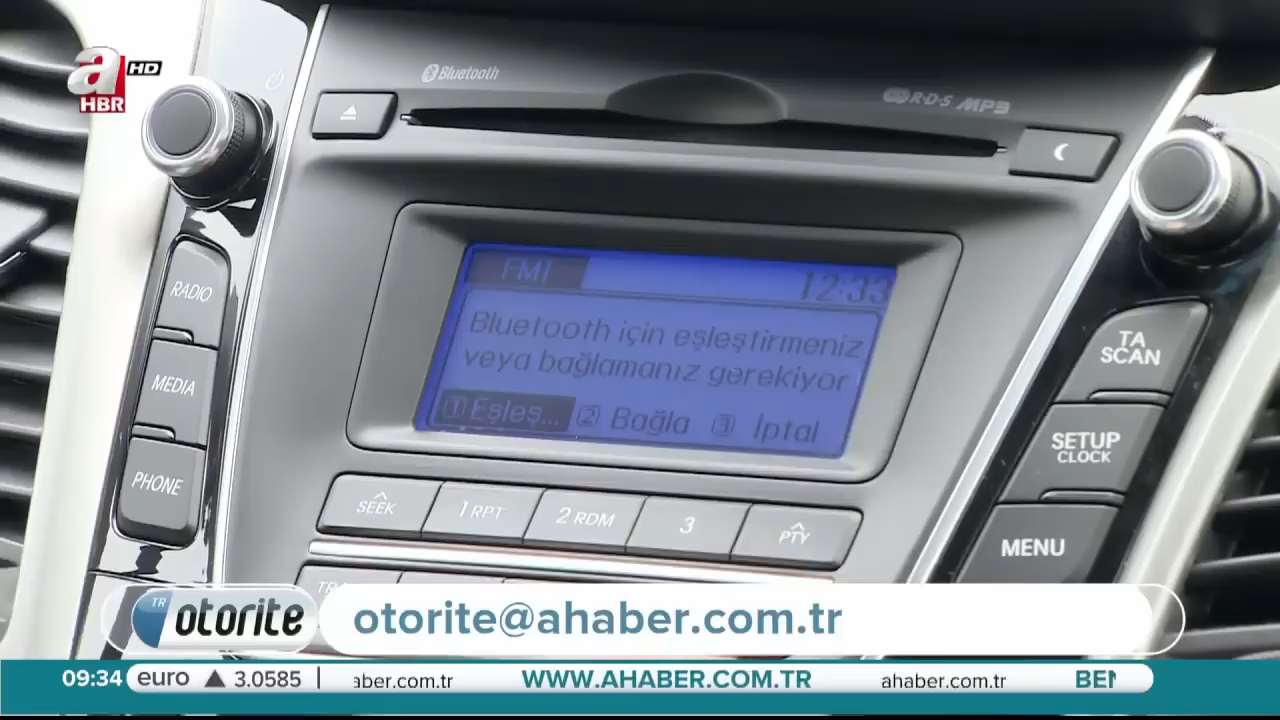 a HD
HBR
Bluetooth
R·D·S MP3
RADIO
MEDIA
PHONE
FM1 12:33
Bluetooth için eşleştirmeniz
veya bağlamanız gerekiyor
1 Eşleş... 2 Bağla 3 İptal
TA
SCAN
SETUP
CLOCK
MENU
SEEK 1 RPT 2 RDM 3 PTY
TR otorite otorite@ahaber.com.tr
09:34 euro ▲ 3.0585 aber.com.tr WWW.AHABER.COM.TR ahaber.com.tr